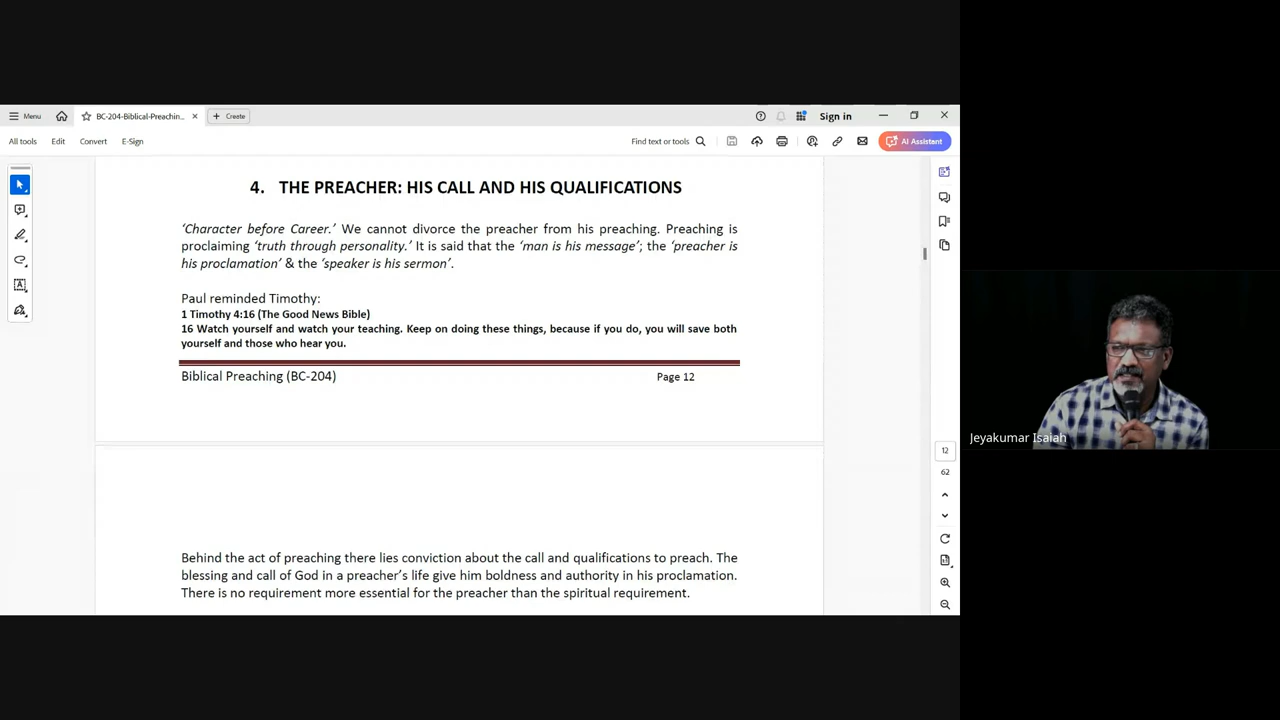 Menu
BC-204-Biblical-Preachin...
Create
Sign in
All tools
Edit
Convert
E-Sign
Find text or tools
AI Assistant
4. THE PREACHER: HIS CALL AND HIS QUALIFICATIONS
‘Character before Career.’ We cannot divorce the preacher from his preaching. Preaching is
proclaiming ‘truth through personality.’ It is said that the ‘man is his message’; the ‘preacher is
his proclamation’ & the ‘speaker is his sermon’.
Paul reminded Timothy:
1 Timothy 4:16 (The Good News Bible)
16 Watch yourself and watch your teaching. Keep on doing these things, because if you do, you will save both
yourself and those who hear you.
Biblical Preaching (BC-204)
Page 12
Behind the act of preaching there lies conviction about the call and qualifications to preach. The
blessing and call of God in a preacher’s life give him boldness and authority in his proclamation.
There is no requirement more essential for the preacher than the spiritual requirement.
12
62
Jeyakumar Isaiah